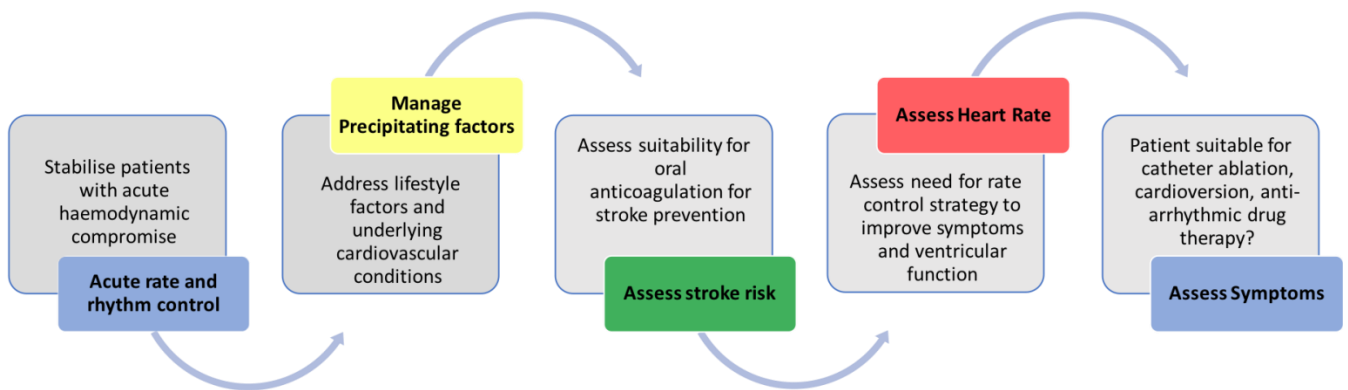 Stabilise patients
with acute
haemodynamic
compromise
Acute rate and
rhythm control
Manage
Precipitating factors
Address lifestyle
factors and
underlying
cardiovascular
conditions
Assess suitability for
oral
anticoagulation for
stroke prevention
Assess stroke risk
Assess Heart Rate
Assess need for rate
control strategy to
improve symptoms
and ventricular
function
Patient suitable for
catheter ablation,
cardioversion, anti-
arrhythmic drug
therapy?
Assess Symptoms